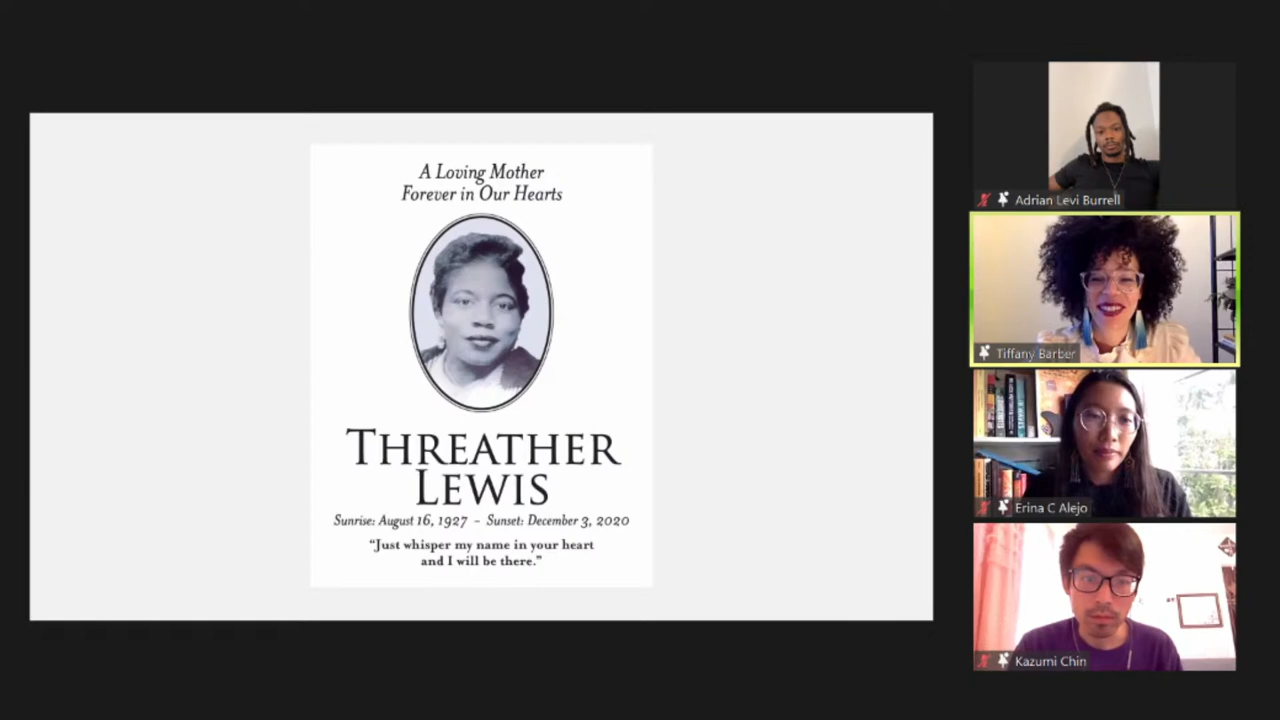 A Loving Mother
Forever in Our Hearts
THREATHER
LEWIS
Sunrise: August 16, 1927 – Sunset: December 3, 2020
“Just whisper my name in your heart
and I will be there.”
Adrian Levi Burrell
Tiffany Barber
Erina C Alejo
Kazumi Chin